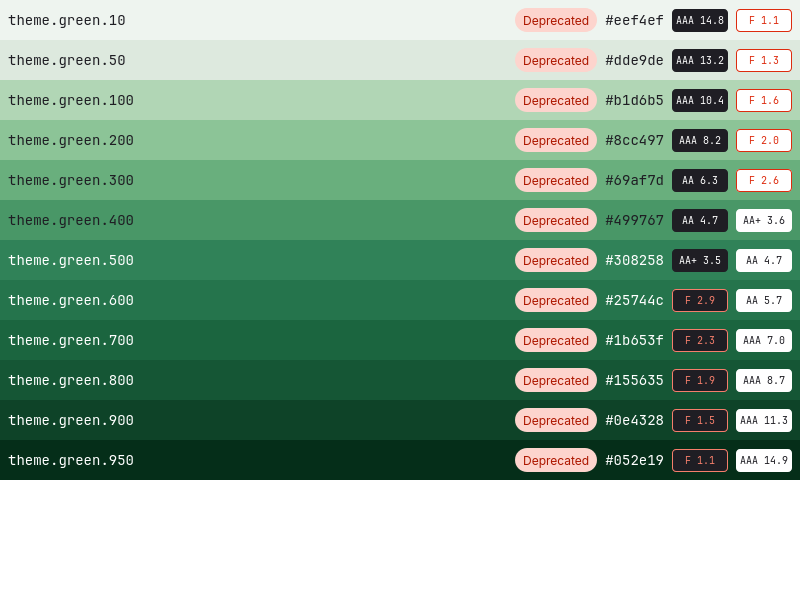 theme.green.10 Deprecated #eef4ef AAA 14.8 F 1.1
theme.green.50 Deprecated #dde9de AAA 13.2 F 1.3
theme.green.100 Deprecated #b1d6b5 AAA 10.4 F 1.6
theme.green.200 Deprecated #8cc497 AAA 8.2 F 2.0
theme.green.300 Deprecated #69af7d AA 6.3 F 2.6
theme.green.400 Deprecated #499767 AA 4.7 AA+ 3.6
theme.green.500 Deprecated #308258 AA+ 3.5 AA 4.7
theme.green.600 Deprecated #25744c F 2.9 AA 5.7
theme.green.700 Deprecated #1b653f F 2.3 AAA 7.0
theme.green.800 Deprecated #155635 F 1.9 AAA 8.7
theme.green.900 Deprecated #0e4328 F 1.5 AAA 11.3
theme.green.950 Deprecated #052e19 F 1.1 AAA 14.9